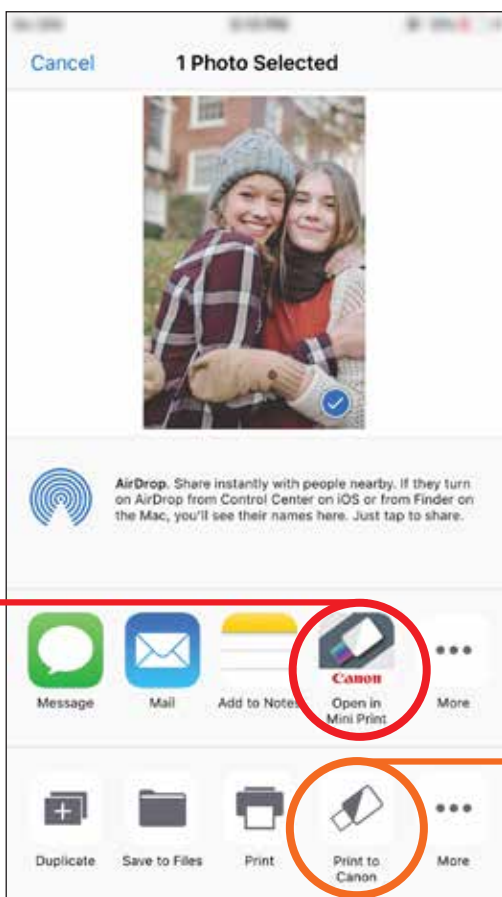 Cancel
1 Photo Selected
AirDrop. Share instantly with people nearby. If they turn
on AirDrop from Control Center on iOS or from Finder on
the Mac, you'll see their names here. Just tap to share.
Canon
Message
Mail
Add to Notes
Open in
Mini Print
More
Duplicate
Save to Files
Print
Print to
Canon
More